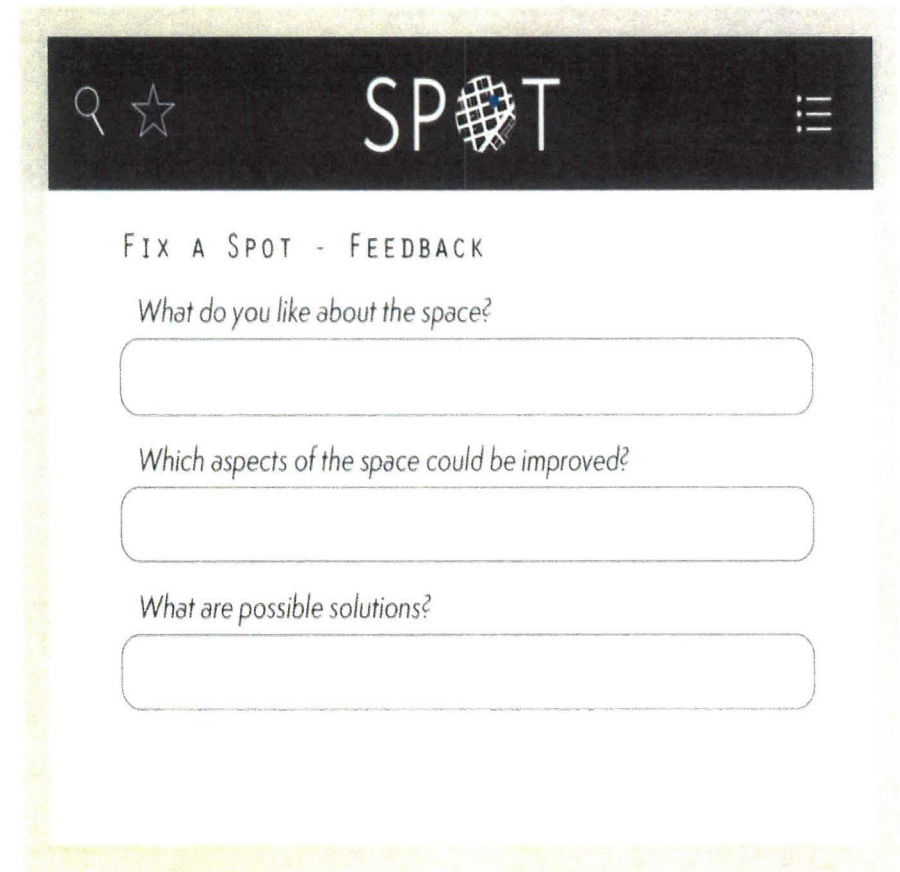 SPOT
FIX A SPOT - FEEDBACK
What do you like about the space?
Which aspects of the space could be improved?
What are possible solutions?